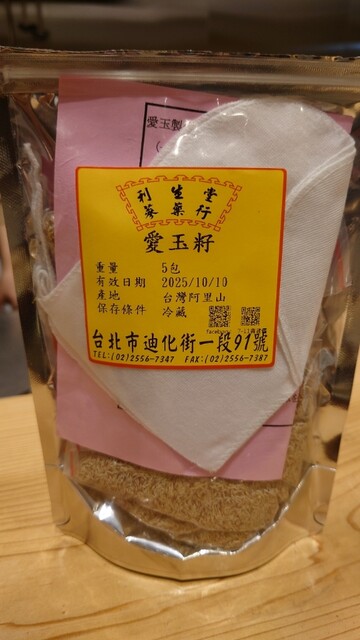 愛玉製
利生堂
蔘藥行
愛玉籽
重量 5包
有效日期 2025/10/10
產地 台灣阿里山
保存條件 冷藏
台北市迪化街一段91號
TEL:(02)2556-7347 FAX:(02)2556-7387